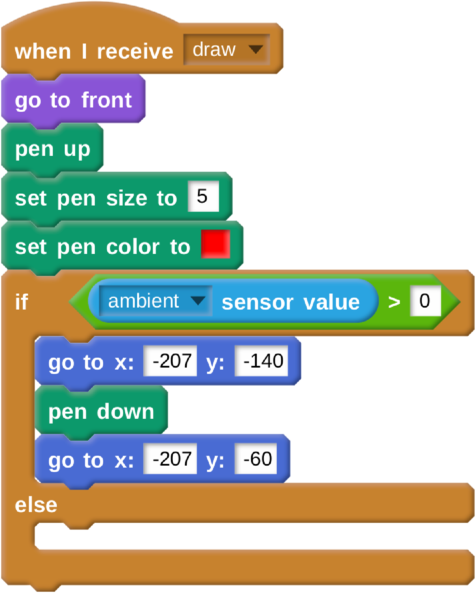 when I receive draw
go to front
pen up
set pen size to 5
set pen color to
if ambient sensor value > 0
go to x: -207 y: -140
pen down
go to x: -207 y: -60
else